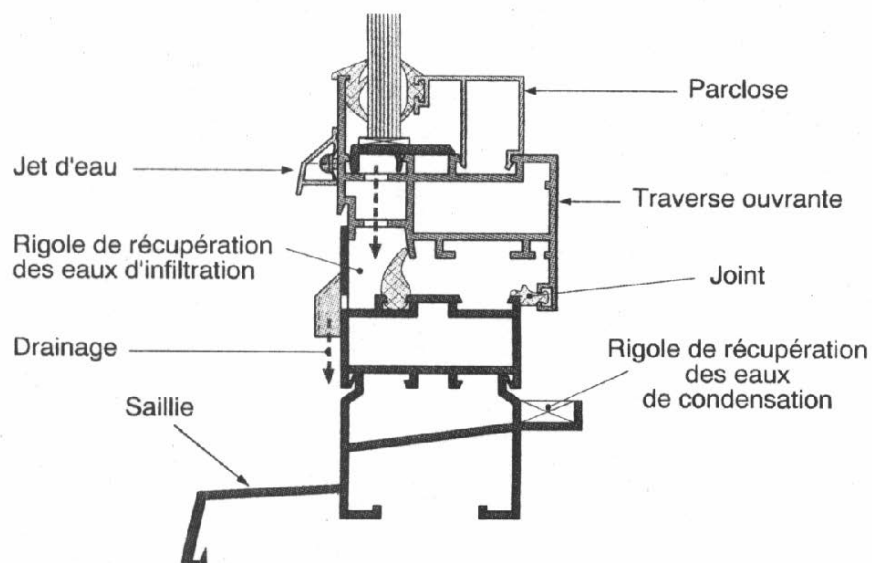 Parclose
Jet d'eau
Traverse ouvrante
Rigole de récupération
des eaux d'infiltration
Joint
Drainage
Rigole de récupération
des eaux
de condensation
Saillie